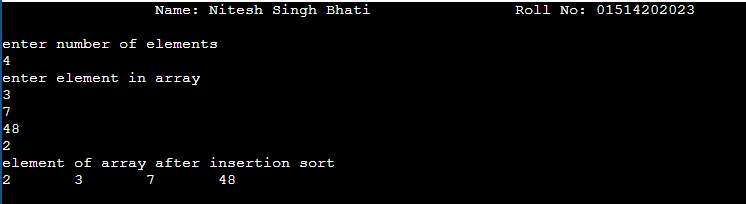 Name: Nitesh Singh Bhati Roll No: 01514202023
enter number of elements
4
enter element in array
3
7
48
2
element of array after insertion sort
2 3 7 48